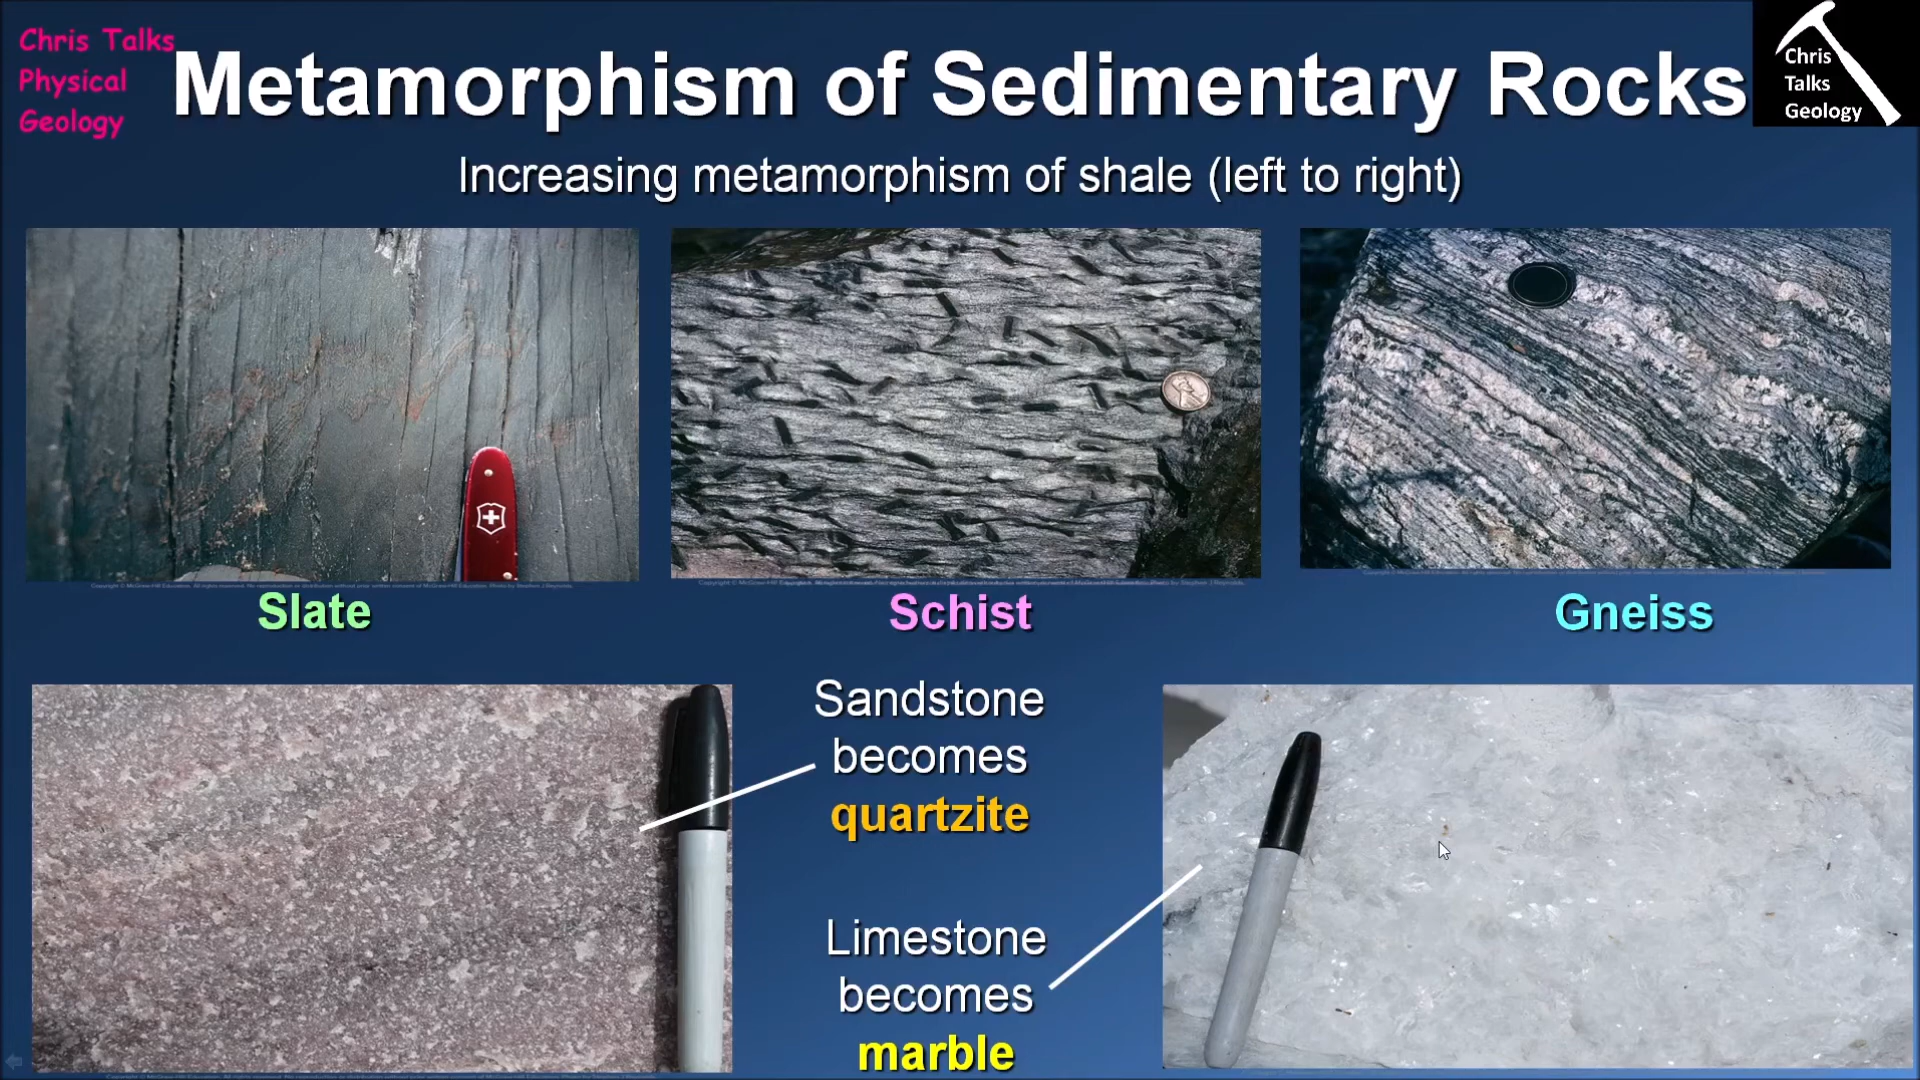 Chris Talks
Physical
Geology
Metamorphism of Sedimentary Rocks
Chris
Talks
Geology
Increasing metamorphism of shale (left to right)
Slate
Schist
Gneiss
Sandstone
becomes
quartzite
Limestone
becomes
marble